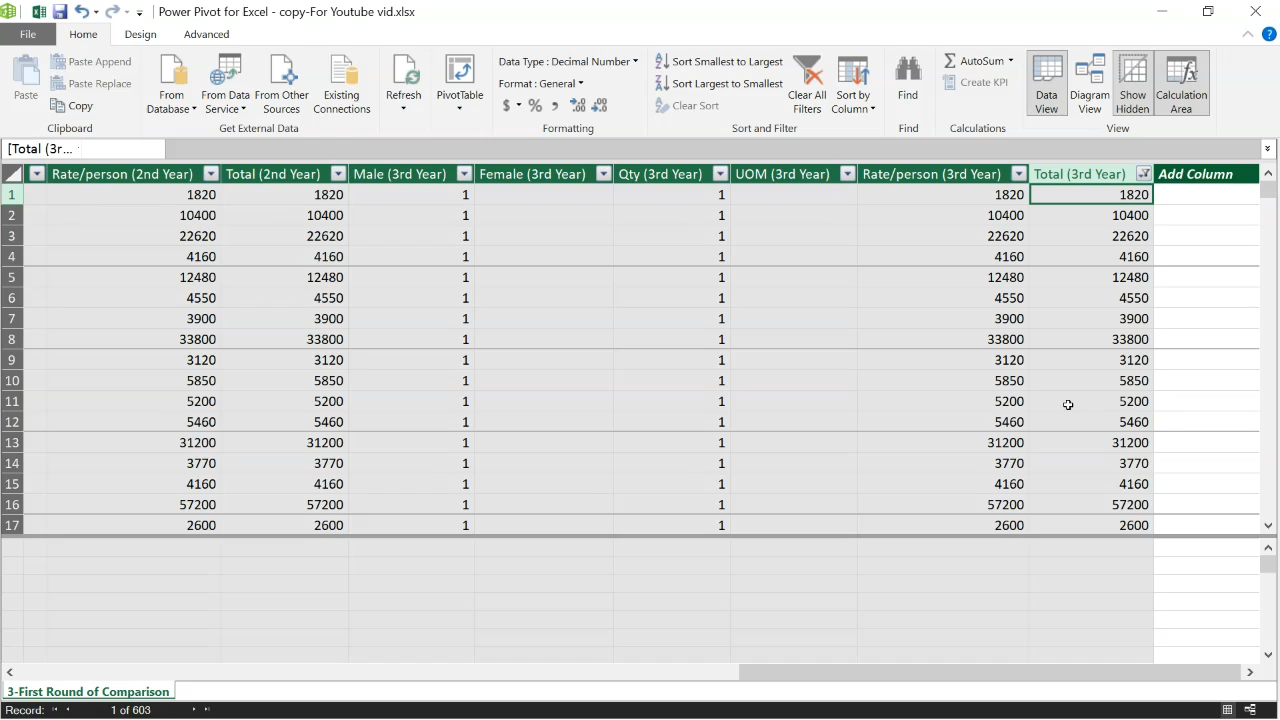 Power Pivot for Excel - copy-For Youtube vid.xlsx
File Home Design Advanced
Paste
Paste Append
Paste Replace
Copy
Clipboard
From Database
From Data Service
From Other Sources
Existing Connections
Get External Data
Refresh
PivotTable
Data Type : Decimal Number
Format : General
$ % ,
Formatting
Sort Smallest to Largest
Sort Largest to Smallest
Clear Sort
Clear All Filters
Sort by Column
Sort and Filter
Find
Find
AutoSum
Create KPI
Calculations
Data View
Diagram View
Show Hidden
Calculation Area
View
[Total (3r...
Rate/person (2nd Year) Total (2nd Year) Male (3rd Year) Female (3rd Year) Qty (3rd Year) UOM (3rd Year) Rate/person (3rd Year) Total (3rd Year) Add Column
1 1820 1820 1 1 1820 1820
2 10400 10400 1 1 10400 10400
3 22620 22620 1 1 22620 22620
4 4160 4160 1 1 4160 4160
5 12480 12480 1 1 12480 12480
6 4550 4550 1 1 4550 4550
7 3900 3900 1 1 3900 3900
8 33800 33800 1 1 33800 33800
9 3120 3120 1 1 3120 3120
10 5850 5850 1 1 5850 5850
11 5200 5200 1 1 5200 5200
12 5460 5460 1 1 5460 5460
13 31200 31200 1 1 31200 31200
14 3770 3770 1 1 3770 3770
15 4160 4160 1 1 4160 4160
16 57200 57200 1 1 57200 57200
17 2600 2600 1 1 2600 2600
3-First Round of Comparison
Record: 1 of 603